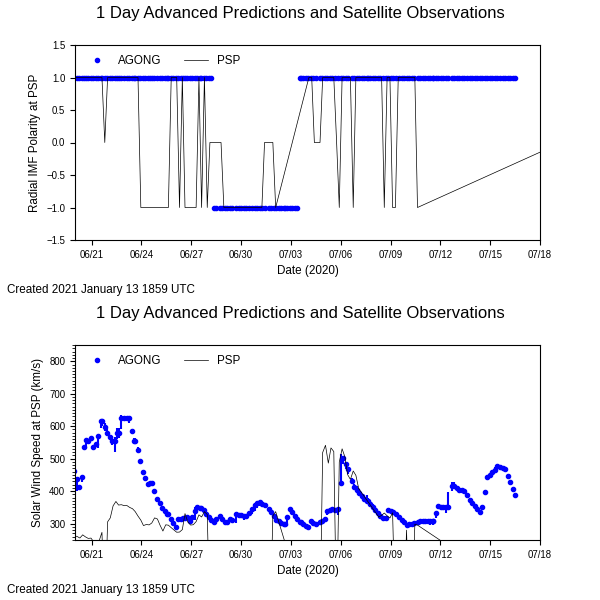 1 Day Advanced Predictions and Satellite Observations
1.5
AGONG
PSP
1.0
0.5
0.0
−0.5
−1.0
−1.5
Radial IMF Polarity at PSP
06/21 06/24 06/27 06/30 07/03 07/06 07/09 07/12 07/15 07/18
Date (2020)
Created 2021 January 13 1859 UTC
1 Day Advanced Predictions and Satellite Observations
AGONG
PSP
800
700
600
500
400
300
Solar Wind Speed at PSP (km/s)
06/21 06/24 06/27 06/30 07/03 07/06 07/09 07/12 07/15 07/18
Date (2020)
Created 2021 January 13 1859 UTC